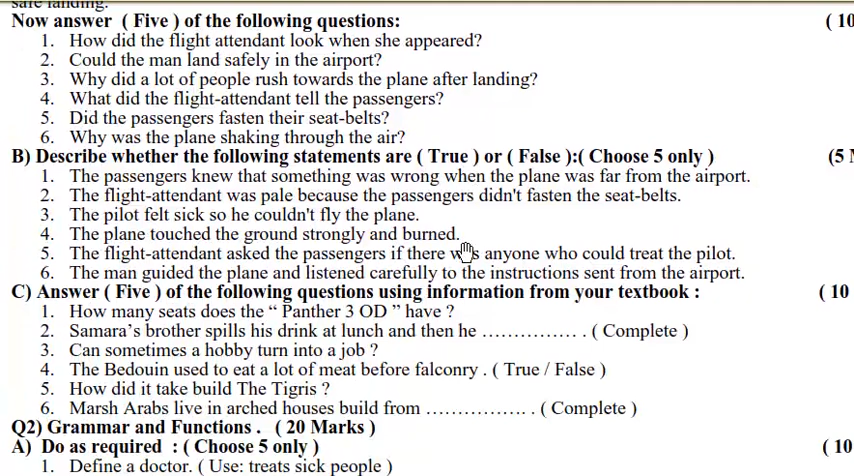 safe landing.
Now answer ( Five ) of the following questions: ( 10
1. How did the flight attendant look when she appeared?
2. Could the man land safely in the airport?
3. Why did a lot of people rush towards the plane after landing?
4. What did the flight-attendant tell the passengers?
5. Did the passengers fasten their seat-belts?
6. Why was the plane shaking through the air?
B) Describe whether the following statements are ( True ) or ( False ):( Choose 5 only ) (5 M
1. The passengers knew that something was wrong when the plane was far from the airport.
2. The flight-attendant was pale because the passengers didn't fasten the seat-belts.
3. The pilot felt sick so he couldn't fly the plane.
4. The plane touched the ground strongly and burned.
5. The flight-attendant asked the passengers if there was anyone who could treat the pilot.
6. The man guided the plane and listened carefully to the instructions sent from the airport.
C) Answer ( Five ) of the following questions using information from your textbook : ( 10
1. How many seats does the “ Panther 3 OD ” have ?
2. Samara’s brother spills his drink at lunch and then he …………… . ( Complete )
3. Can sometimes a hobby turn into a job ?
4. The Bedouin used to eat a lot of meat before falconry . ( True / False )
5. How did it take build The Tigris ?
6. Marsh Arabs live in arched houses build from ……………. . ( Complete )
Q2) Grammar and Functions . ( 20 Marks )
A) Do as required : ( Choose 5 only ) ( 10
1. Define a doctor. ( Use: treats sick people )